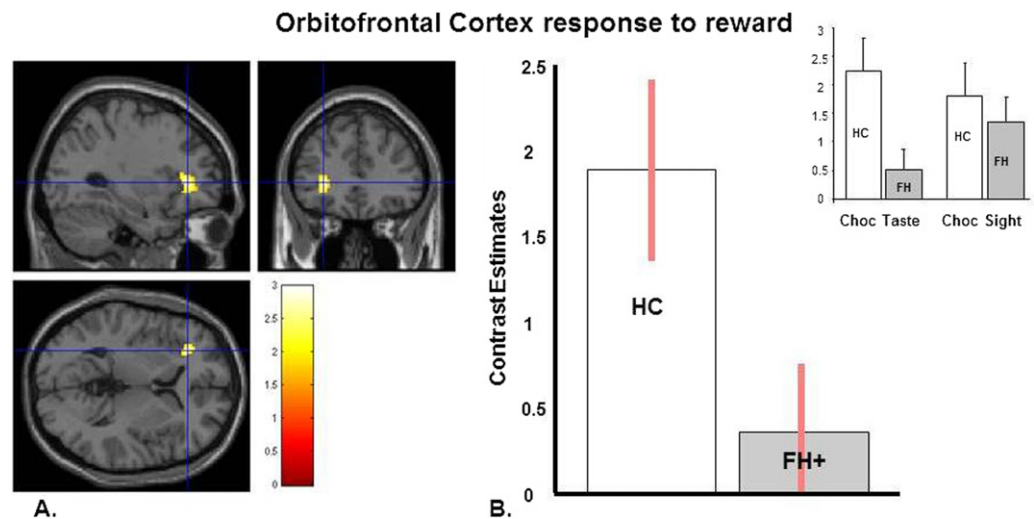 Orbitofrontal Cortex response to reward
3
2.5
2
1.5
1
0.5
0
A.
Contrast Estimates
2.5
2
1.5
1
0.5
0
HC
FH+
B.
3
2.5
2
1.5
1
0.5
0
HC
FH
HC
FH
Choc Taste
Choc Sight